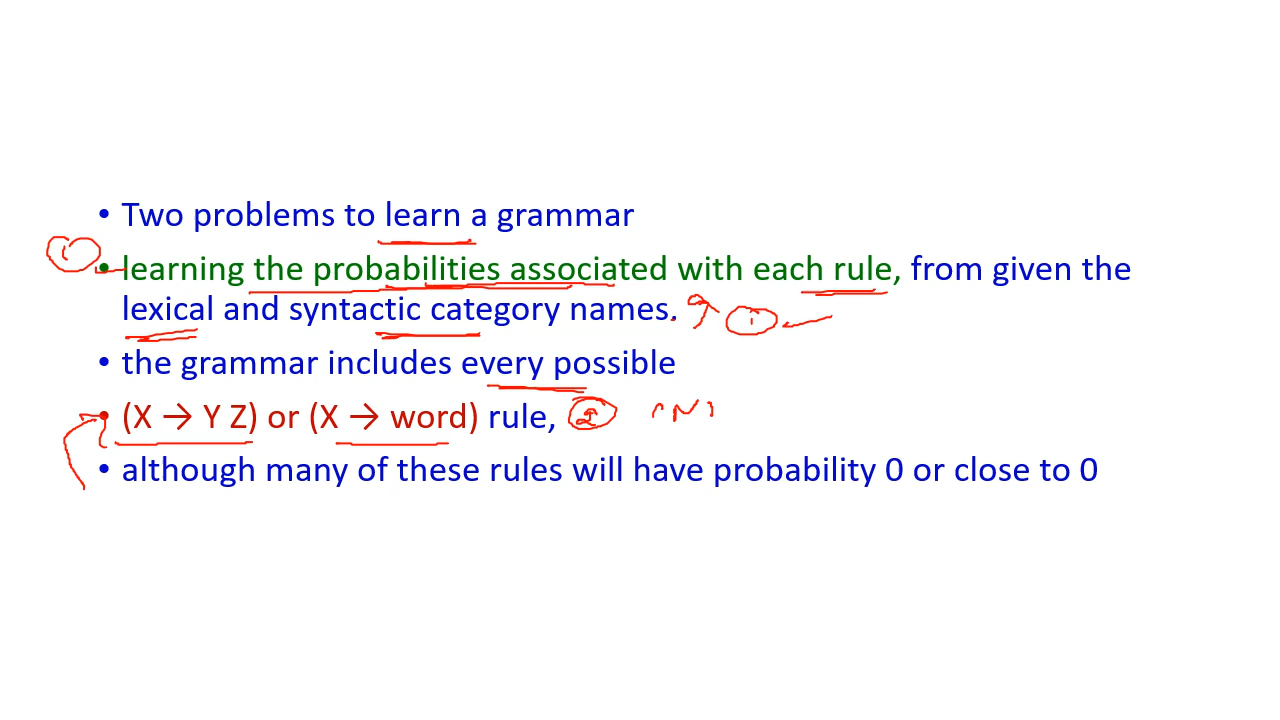 • Two problems to learn a grammar
• learning the probabilities associated with each rule, from given the
lexical and syntactic category names.
• the grammar includes every possible
• (X → Y Z) or (X → word) rule,
• although many of these rules will have probability 0 or close to 0